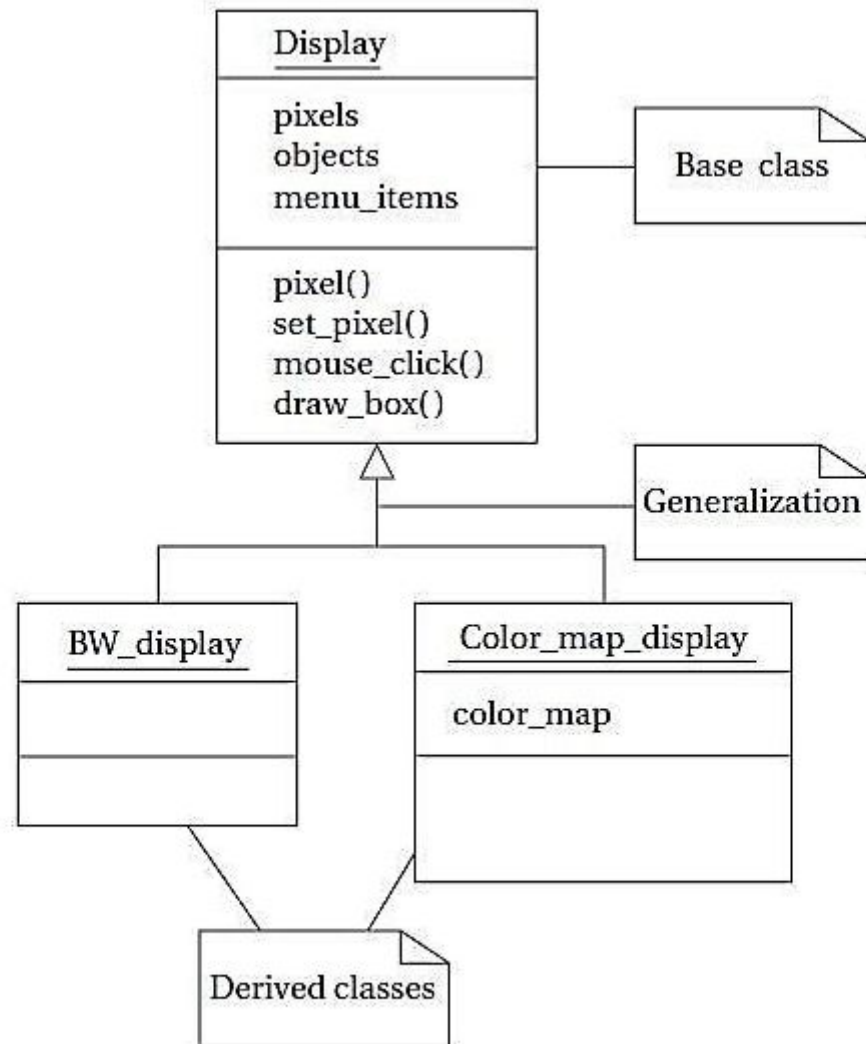 Display
pixels
objects
menu_items
Base class
pixel()
set_pixel()
mouse_click()
draw_box()
Generalization
BW_display
Color_map_display
color_map
Derived classes